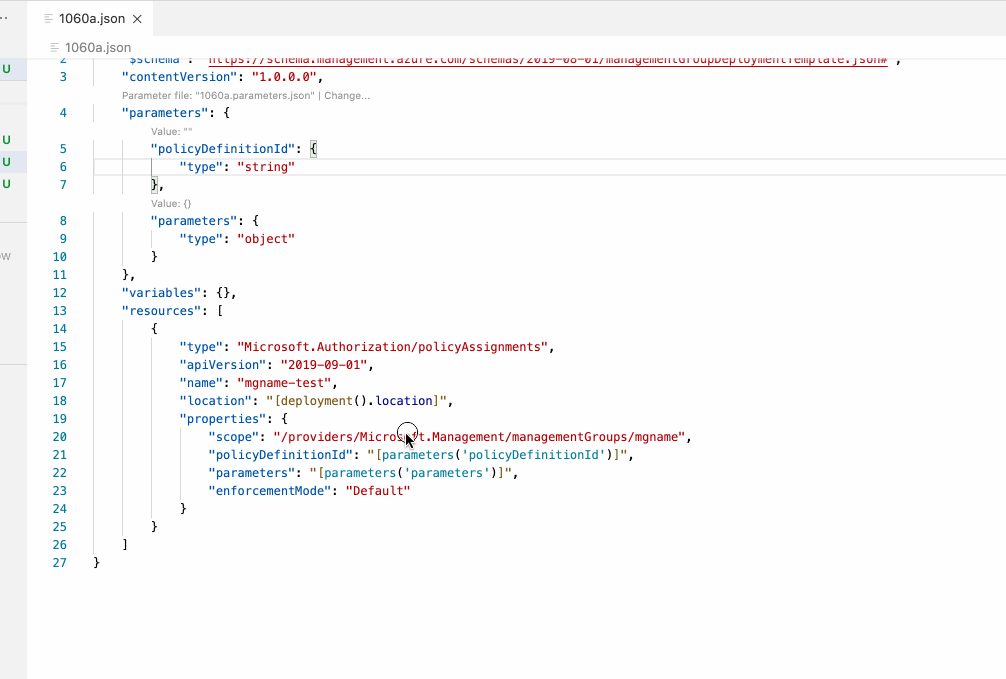 ··
1060a.json ×
1060a.json
U
2 "$schema": "https://schema.management.azure.com/schemas/2019-08-01/managementGroupDeploymentTemplate.json#",
3 "contentVersion": "1.0.0.0",
Parameter file: "1060a.parameters.json" | Change...
4 "parameters": {
Value: ""
U
5 "policyDefinitionId": {
U
6 "type": "string"
U
7 },
Value: {}
8 "parameters": {
9 "type": "object"
ow
10 }
11 },
12 "variables": {},
13 "resources": [
14 {
15 "type": "Microsoft.Authorization/policyAssignments",
16 "apiVersion": "2019-09-01",
17 "name": "mgname-test",
18 "location": "[deployment().location]",
19 "properties": {
20 "scope": "/providers/Microsoft.Management/managementGroups/mgname",
21 "policyDefinitionId": "[parameters('policyDefinitionId')]",
22 "parameters": "[parameters('parameters')]",
23 "enforcementMode": "Default"
24 }
25 }
26 ]
27 }